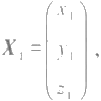 X₁ = ( x₁
y₁
z₁ ) ,